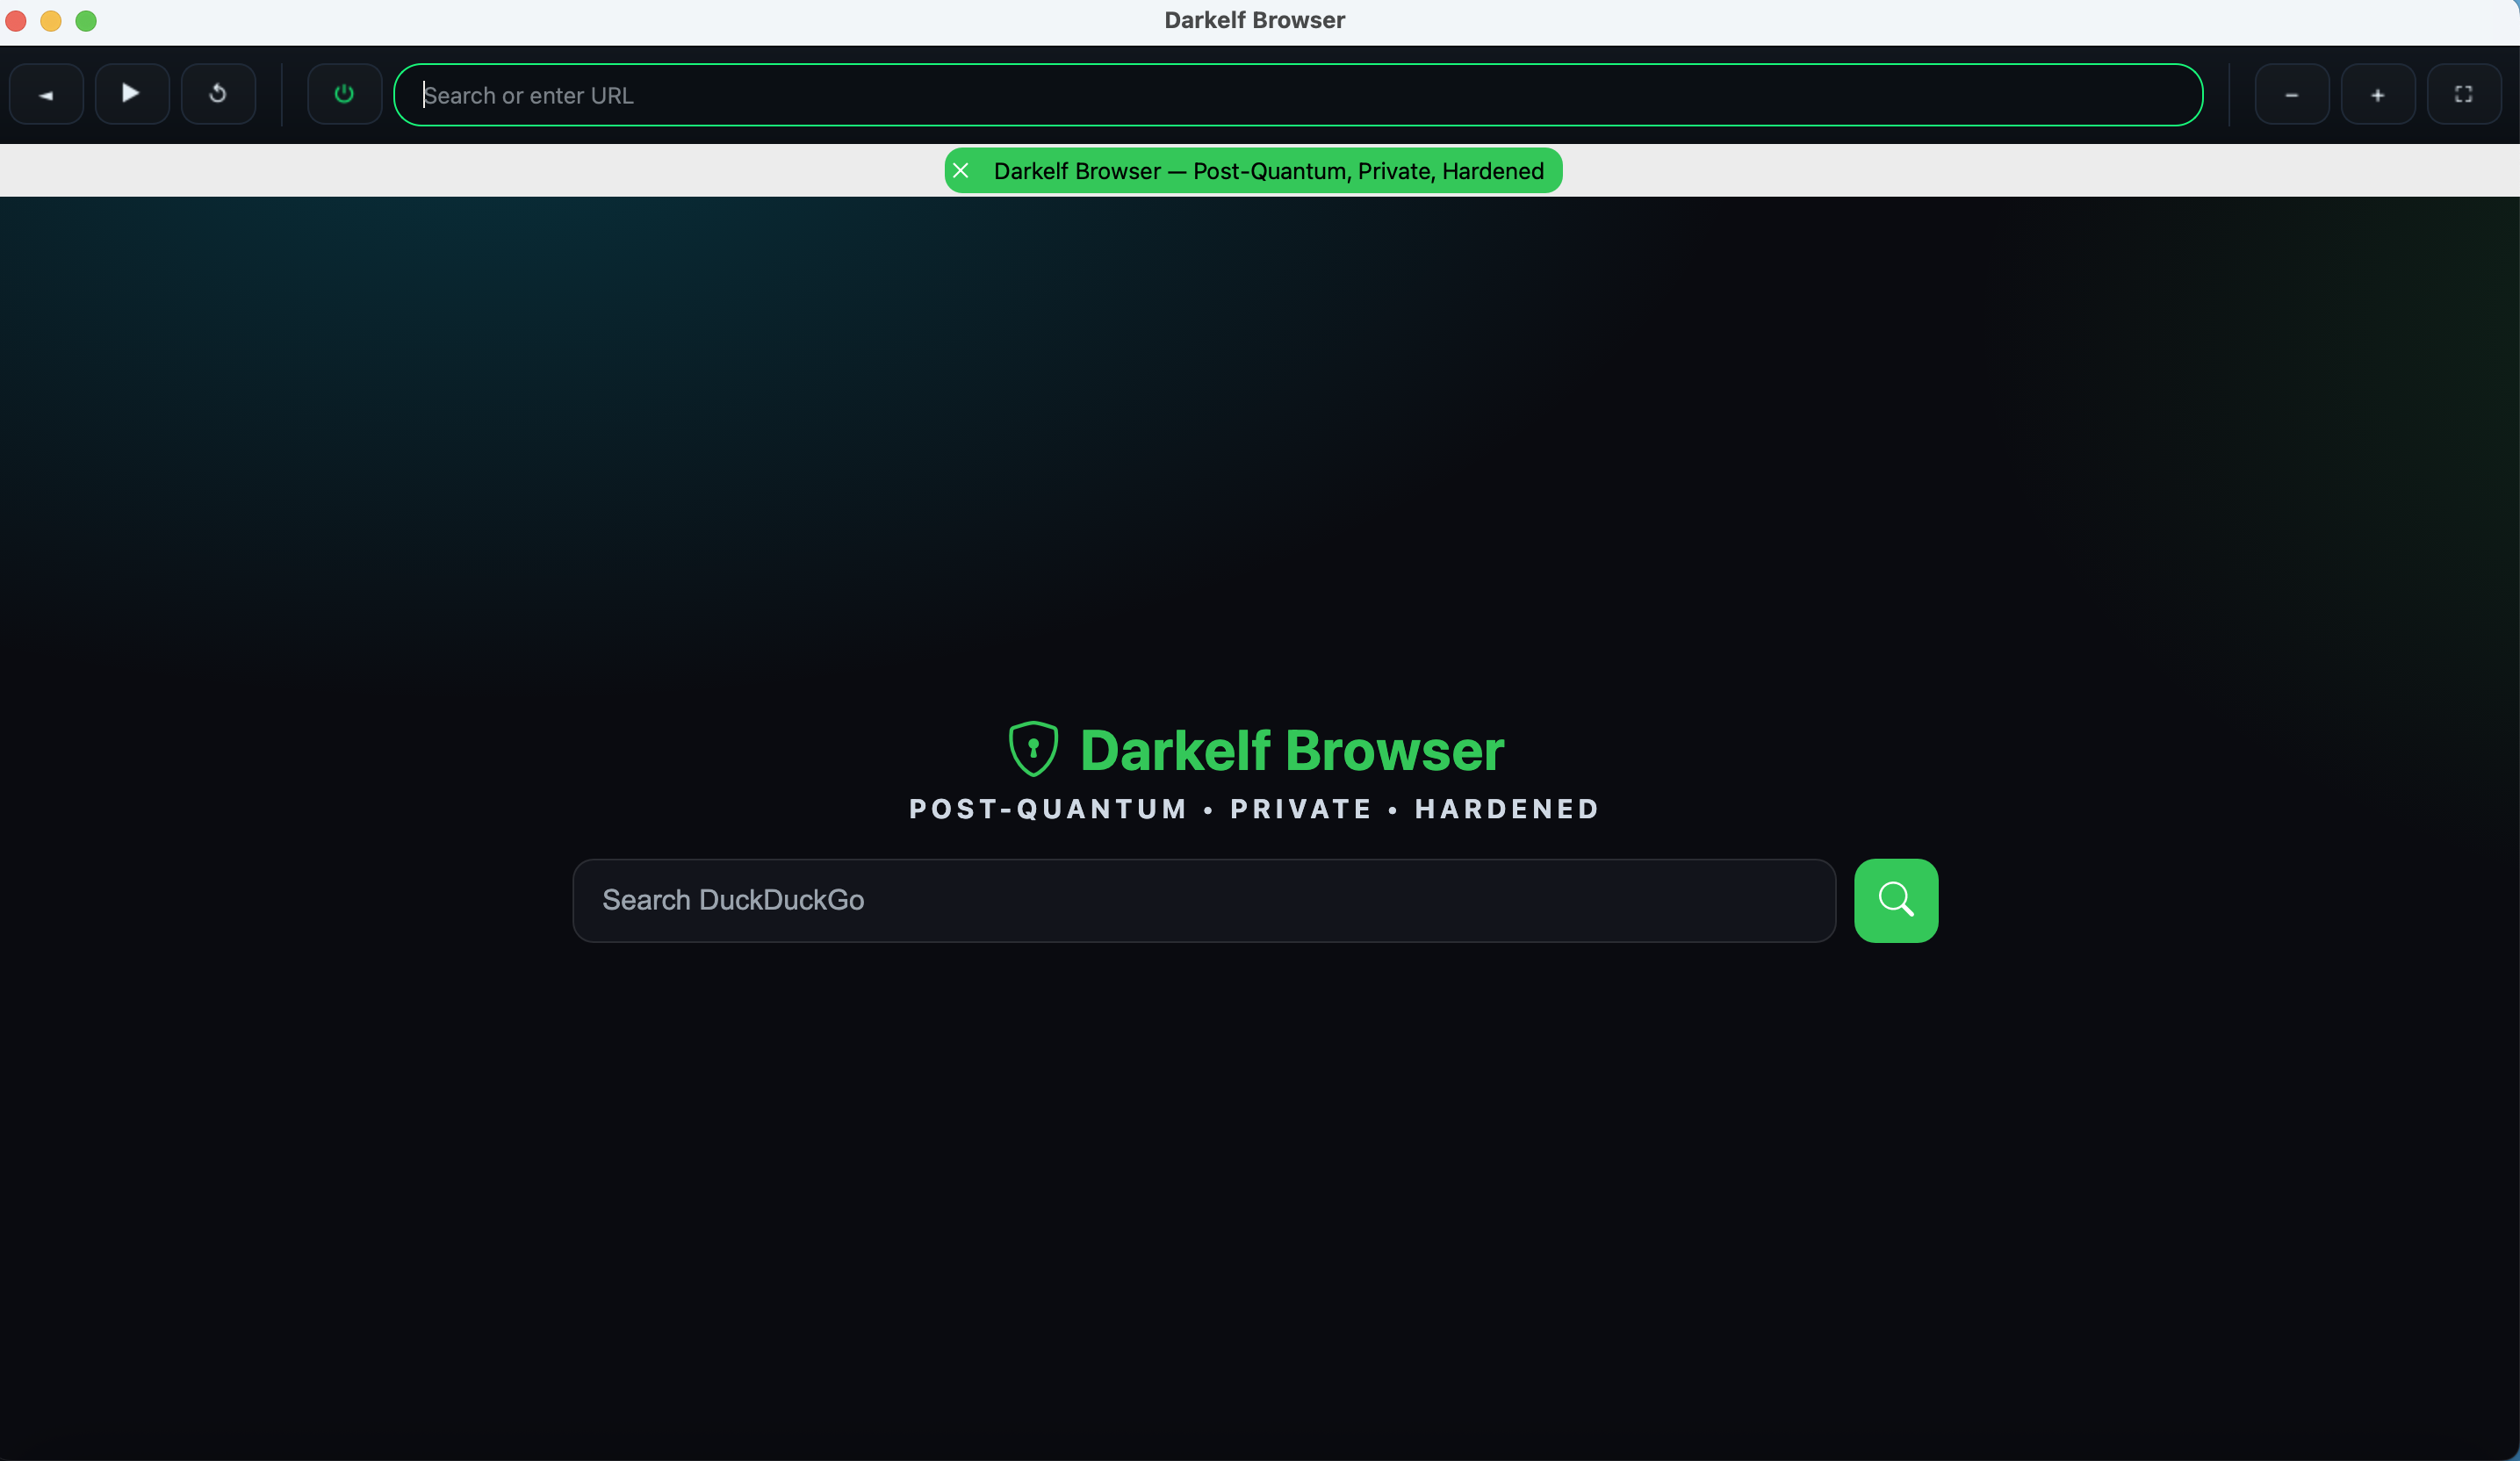 Darkelf Browser
Search or enter URL
Darkelf Browser — Post-Quantum, Private, Hardened
Darkelf Browser
POST-QUANTUM • PRIVATE • HARDENED
Search DuckDuckGo